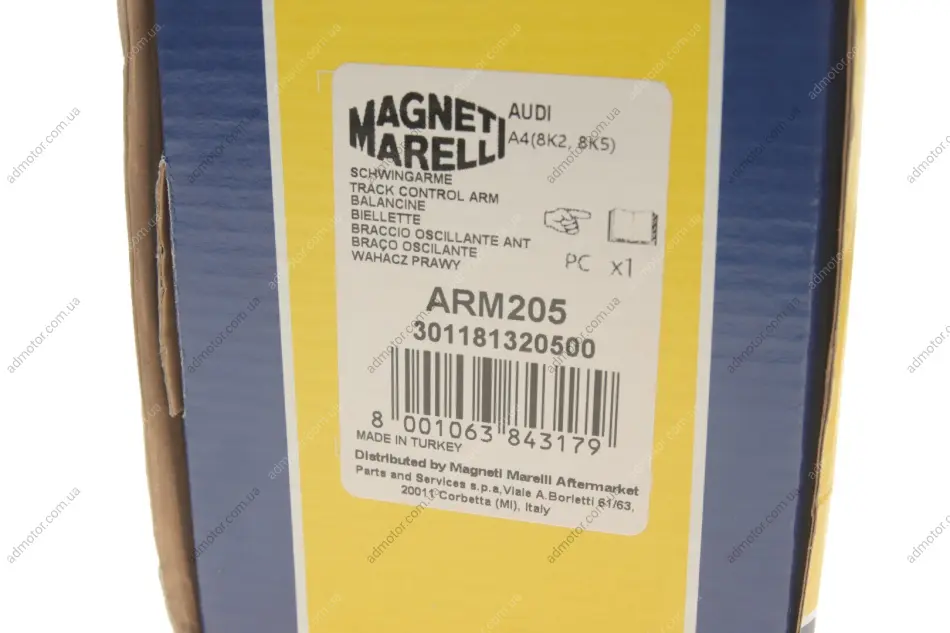 MAGNETI
MARELLI
AUDI
A4(8K2, 8K5)
SCHWINGARME
TRACK CONTROL ARM
BALANCINE
BIELLETTE
BRACCIO OSCILLANTE ANT
BRAÇO OSCILANTE
WAHACZ PRAWY
PC x1
ARM205
301181320500
8 001063 843179
MADE IN TURKEY
Distributed by Magneti Marelli Aftermarket
Parts and Services s.p.a,Viale A.Borletti 61/63,
20011 Corbetta (MI), Italy
admotor.com.ua